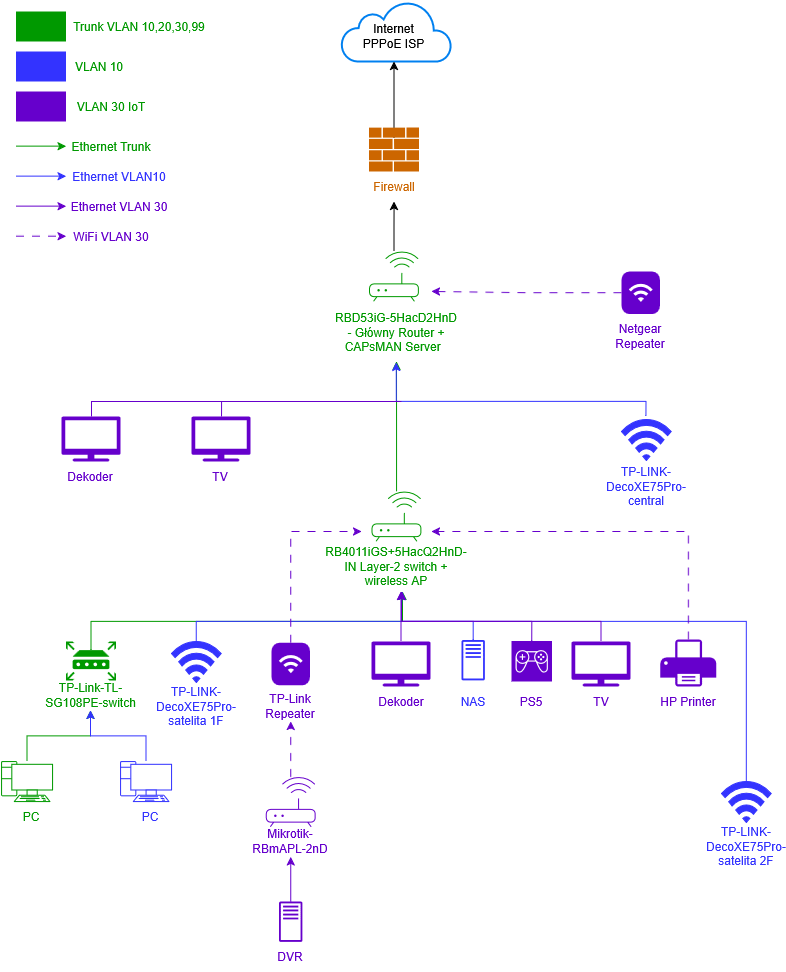 Trunk VLAN 10,20,30,99
VLAN 10
VLAN 30 IoT
Ethernet Trunk
Ethernet VLAN10
Ethernet VLAN 30
WiFi VLAN 30
Internet
PPPoE ISP
Firewall
RBD53iG-5HacD2HnD
- Główny Router +
CAPsMAN Server
Netgear
Repeater
Dekoder
TV
TP-LINK-
DecoXE75Pro-
central
RB4011iGS+5HacQ2HnD-
IN Layer-2 switch +
wireless AP
TP-Link-TL-
SG108PE-switch
TP-LINK-
DecoXE75Pro-
satelita 1F
TP-Link
Repeater
Dekoder
NAS
PS5
TV
HP Printer
PC
PC
Mikrotik-
RBmAPL-2nD
TP-LINK-
DecoXE75Pro-
satelita 2F
DVR